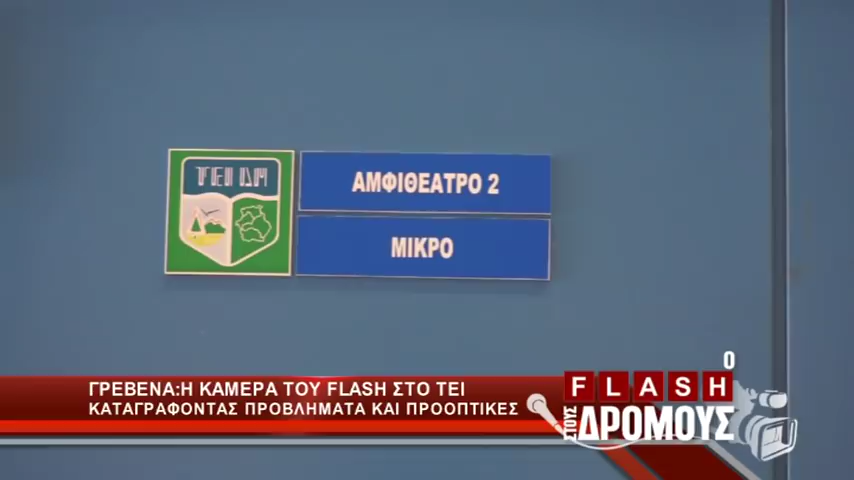 ΤΕΙ ΔΜ
ΑΜΦΙΘΕΑΤΡΟ 2
ΜΙΚΡΟ
ΓΡΕΒΕΝΑ:Η ΚΑΜΕΡΑ ΤΟΥ FLASH ΣΤΟ ΤΕΙ
ΚΑΤΑΓΡΑΦΟΝΤΑΣ ΠΡΟΒΛΗΜΑΤΑ ΚΑΙ ΠΡΟΟΠΤΙΚΕΣ
Ο
FLASH
ΣΤΟΥΣ
ΔΡΟΜΟΥΣ